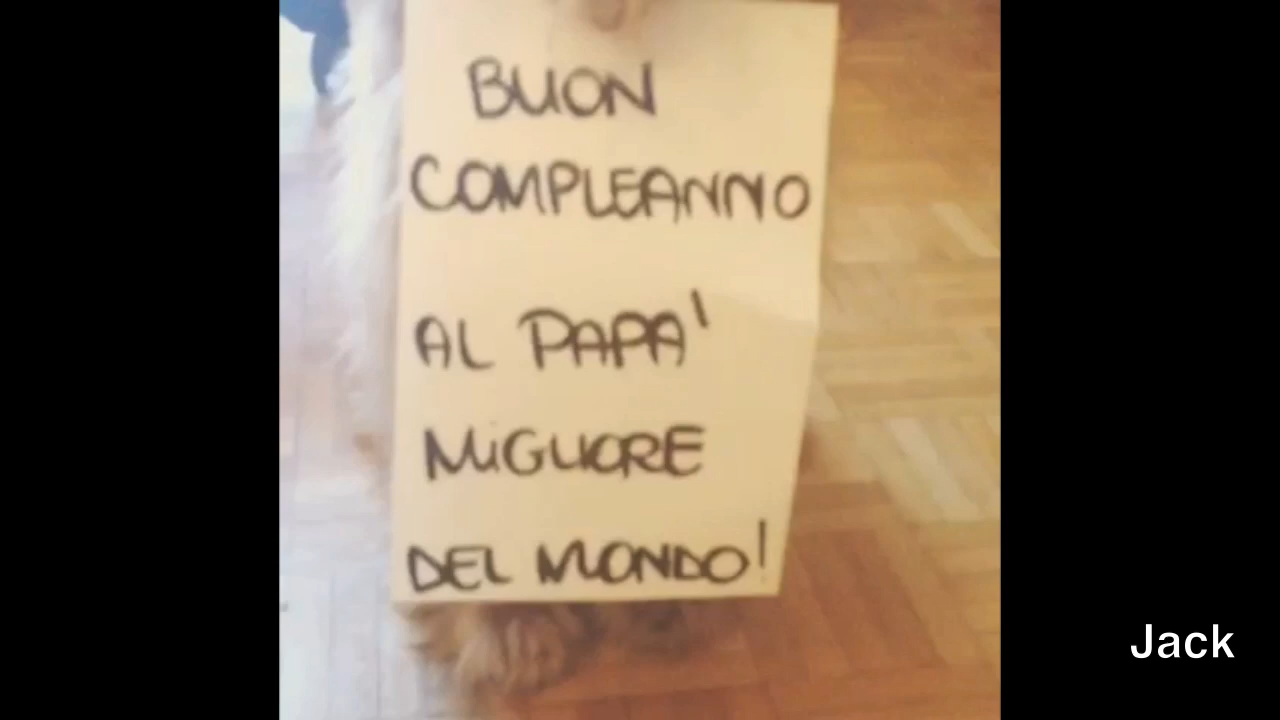 BUON
COMPLEANNO
AL PAPA'
MiGLIORE
DEL MONDO!
Jack